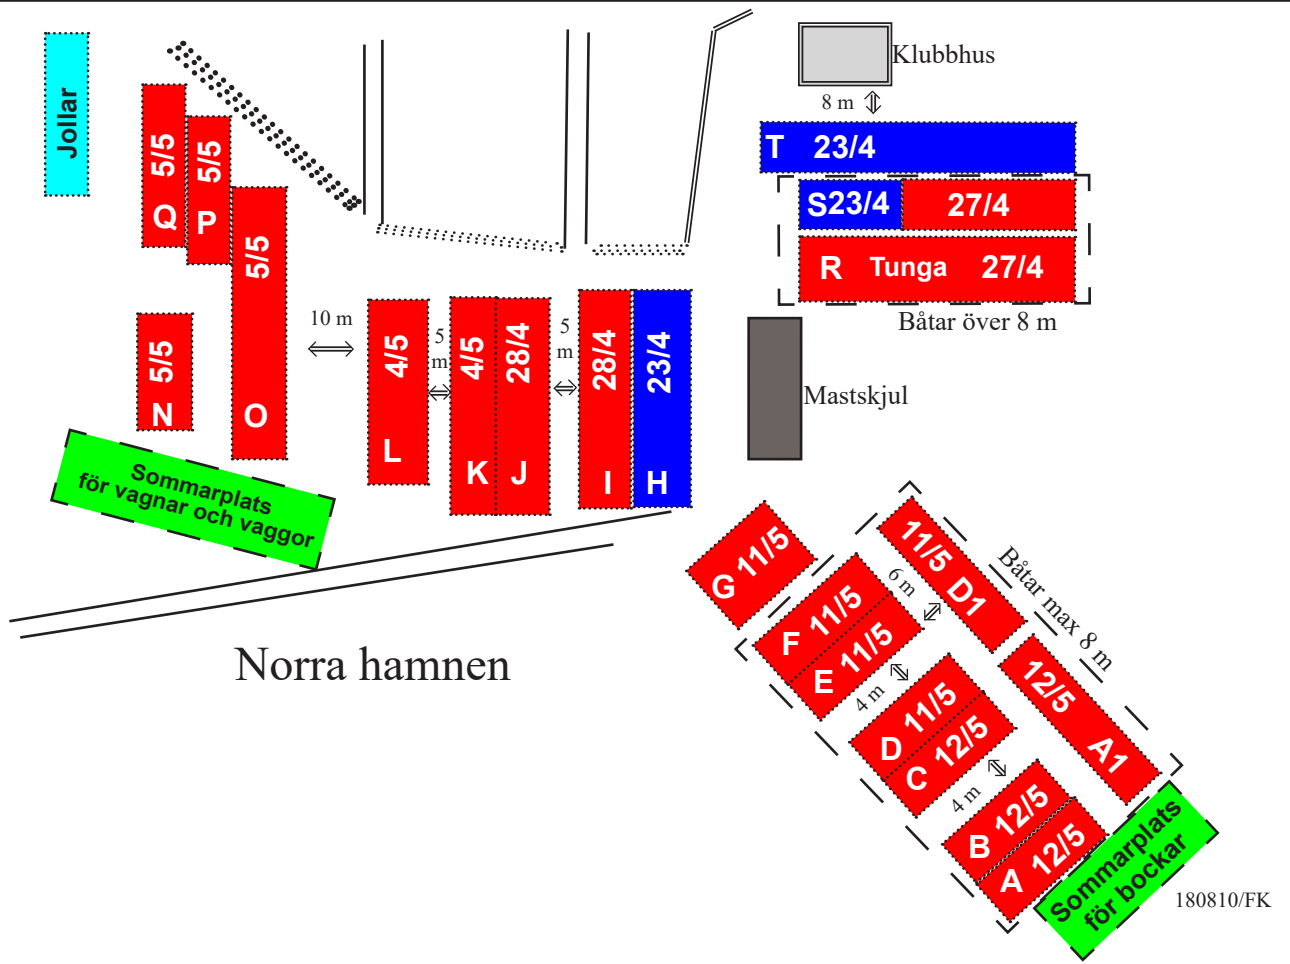 Jollar
Q 5/5
P 5/5
O 5/5
N 5/5
Sommarplats
för vagnar och vaggor
10 m
L 4/5
5
m
K 4/5
J 28/4
5
m
I 28/4
H 23/4
Klubbhus
8 m
T 23/4
S23/4 27/4
R Tunga 27/4
Båtar över 8 m
Mastskjul
Norra hamnen
G 11/5
F 11/5
E 11/5
6 m
11/5 D1
Båtar max 8 m
4 m
D 11/5
C 12/5
12/5 A1
4 m
B 12/5
A 12/5
Sommarplats
för bockar
180810/FK